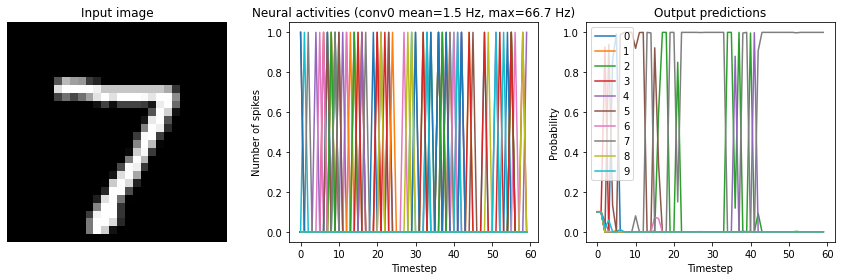 Input image
7
Neural activities (conv0 mean=1.5 Hz, max=66.7 Hz)
Number of spikes
1.0
0.8
0.6
0.4
0.2
0.0
0 10 20 30 40 50 60
Timestep
Output predictions
Probability
1.0
0.8
0.6
0.4
0.2
0.0
0
1
2
3
4
5
6
7
8
9
0 20 40 60
Timestep